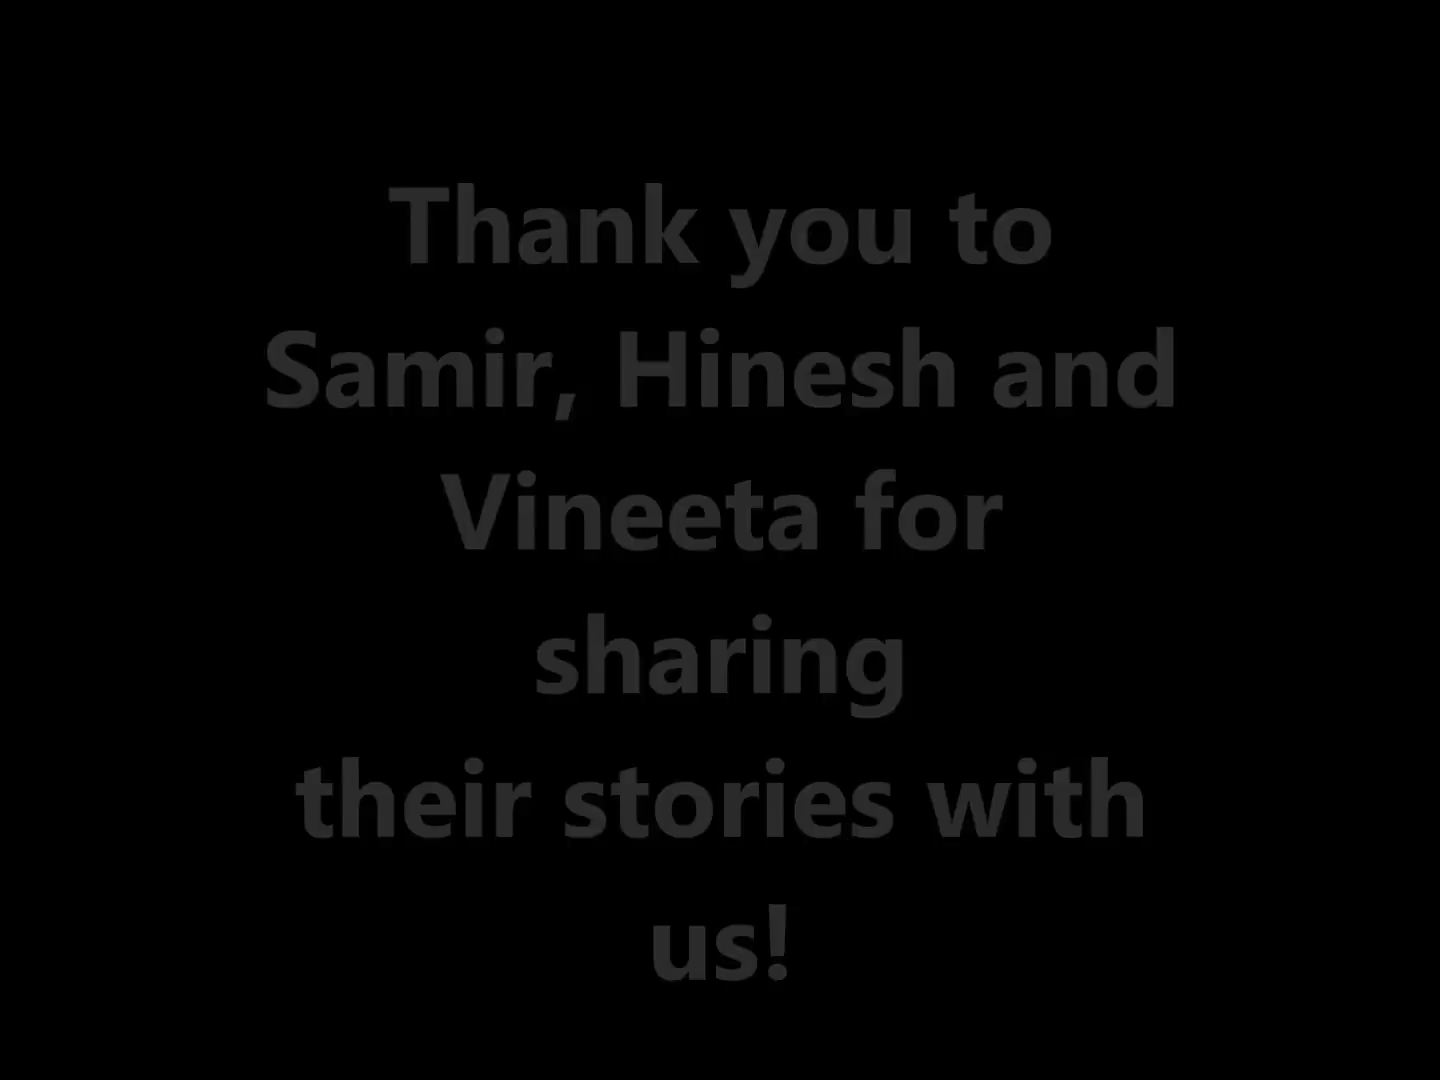 Thank you to
Samir, Hinesh and
Vineeta for
sharing
their stories with
us!